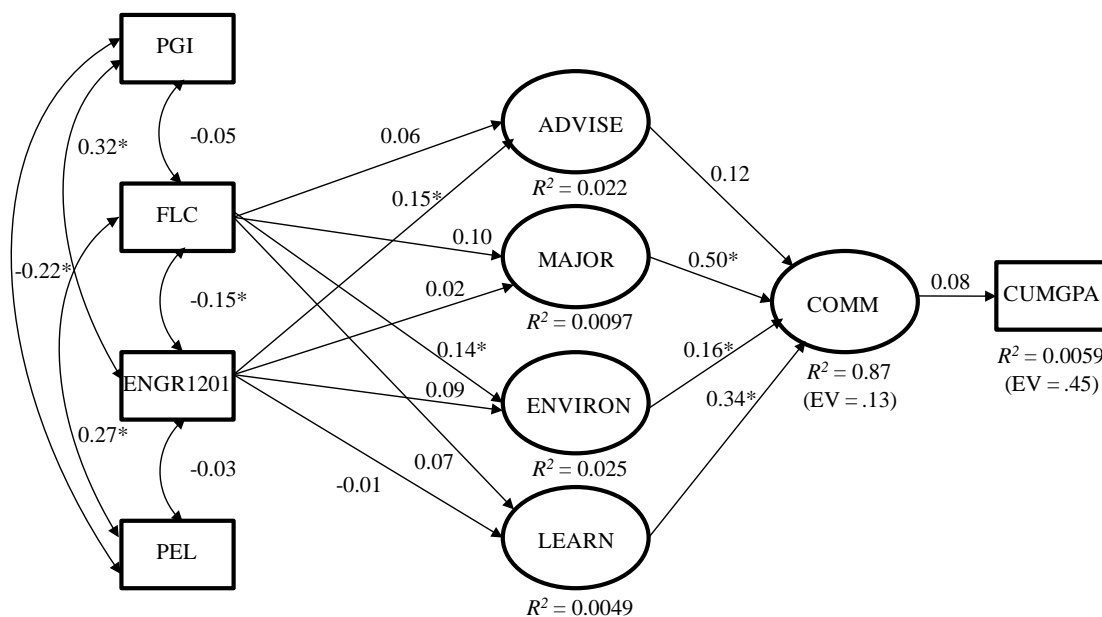 PGI
-0.05
0.32*
FLC
-0.22*
-0.15*
ENGR1201
0.27*
-0.03
PEL
0.06
0.15*
0.10
0.02
0.14*
0.09
0.07
-0.01
ADVISE
R² = 0.022
MAJOR
R² = 0.0097
ENVIRON
R² = 0.025
LEARN
R² = 0.0049
0.12
0.50*
0.16*
0.34*
COMM
R² = 0.87
(EV = .13)
0.08
CUMGPA
R² = 0.0059
(EV = .45)